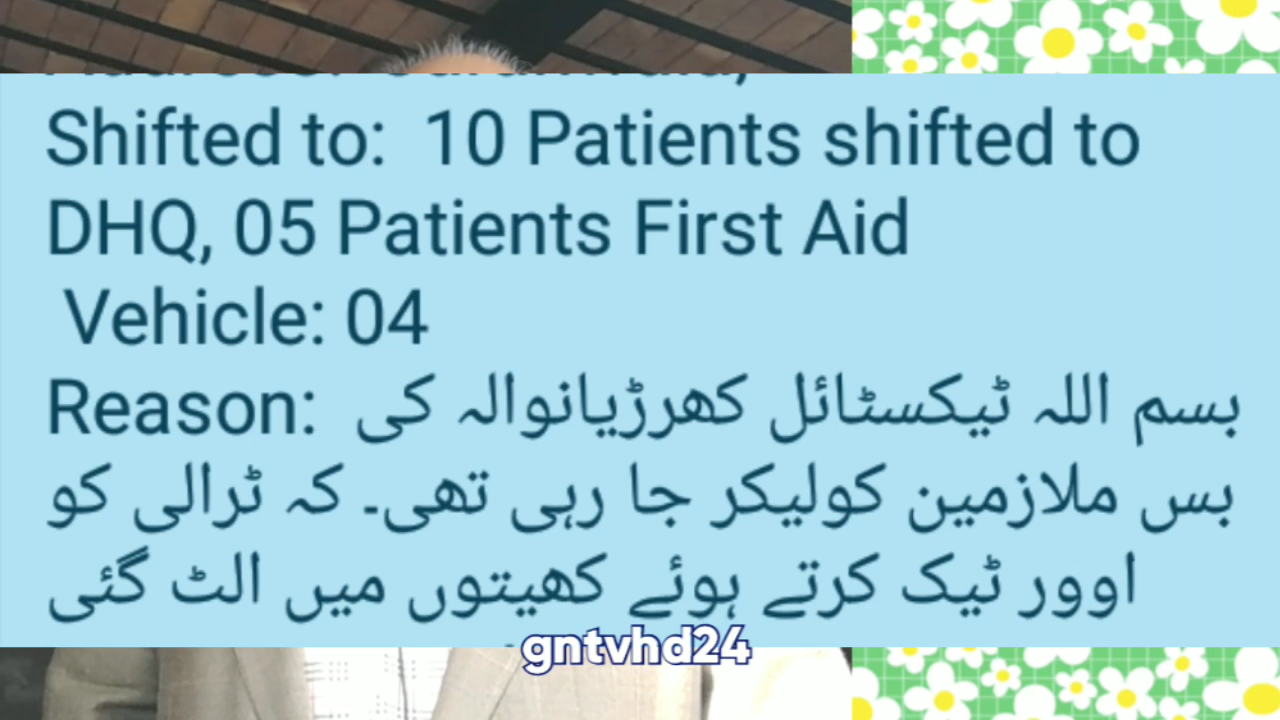 Shifted to: 10 Patients shifted to
DHQ, 05 Patients First Aid
Vehicle: 04
Reason: بسم اللہ ٹیکسٹائل کھرڑیانوالہ کی
بس ملازمین کولیکر جا رہی تھی۔ کہ ٹرالی کو
اوور ٹیک کرتے ہوئے کھیتوں میں الٹ گئی
gntvhd24